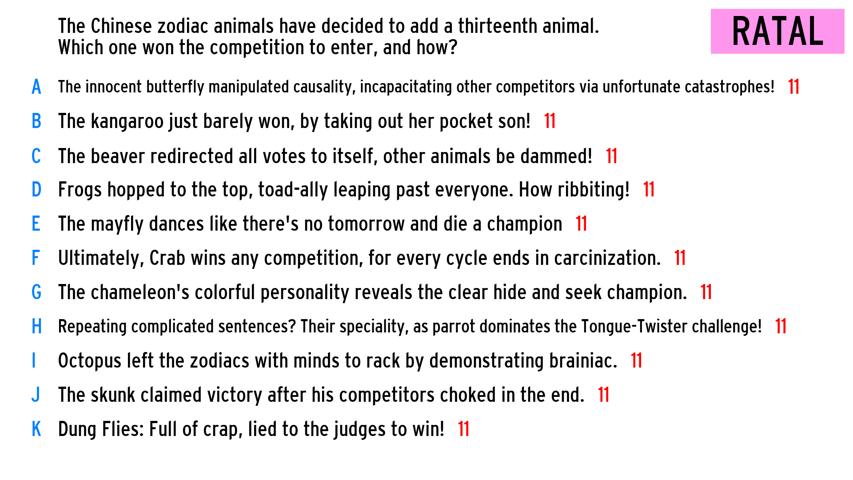 The Chinese zodiac animals have decided to add a thirteenth animal.
Which one won the competition to enter, and how?
RATAL
A The innocent butterfly manipulated causality, incapacitating other competitors via unfortunate catastrophes! 11
B The kangaroo just barely won, by taking out her pocket son! 11
C The beaver redirected all votes to itself, other animals be dammed! 11
D Frogs hopped to the top, toad-ally leaping past everyone. How ribbiting! 11
E The mayfly dances like there's no tomorrow and die a champion 11
F Ultimately, Crab wins any competition, for every cycle ends in carcinization. 11
G The chameleon's colorful personality reveals the clear hide and seek champion. 11
H Repeating complicated sentences? Their speciality, as parrot dominates the Tongue-Twister challenge! 11
I Octopus left the zodiacs with minds to rack by demonstrating brainiac. 11
J The skunk claimed victory after his competitors choked in the end. 11
K Dung Flies: Full of crap, lied to the judges to win! 11